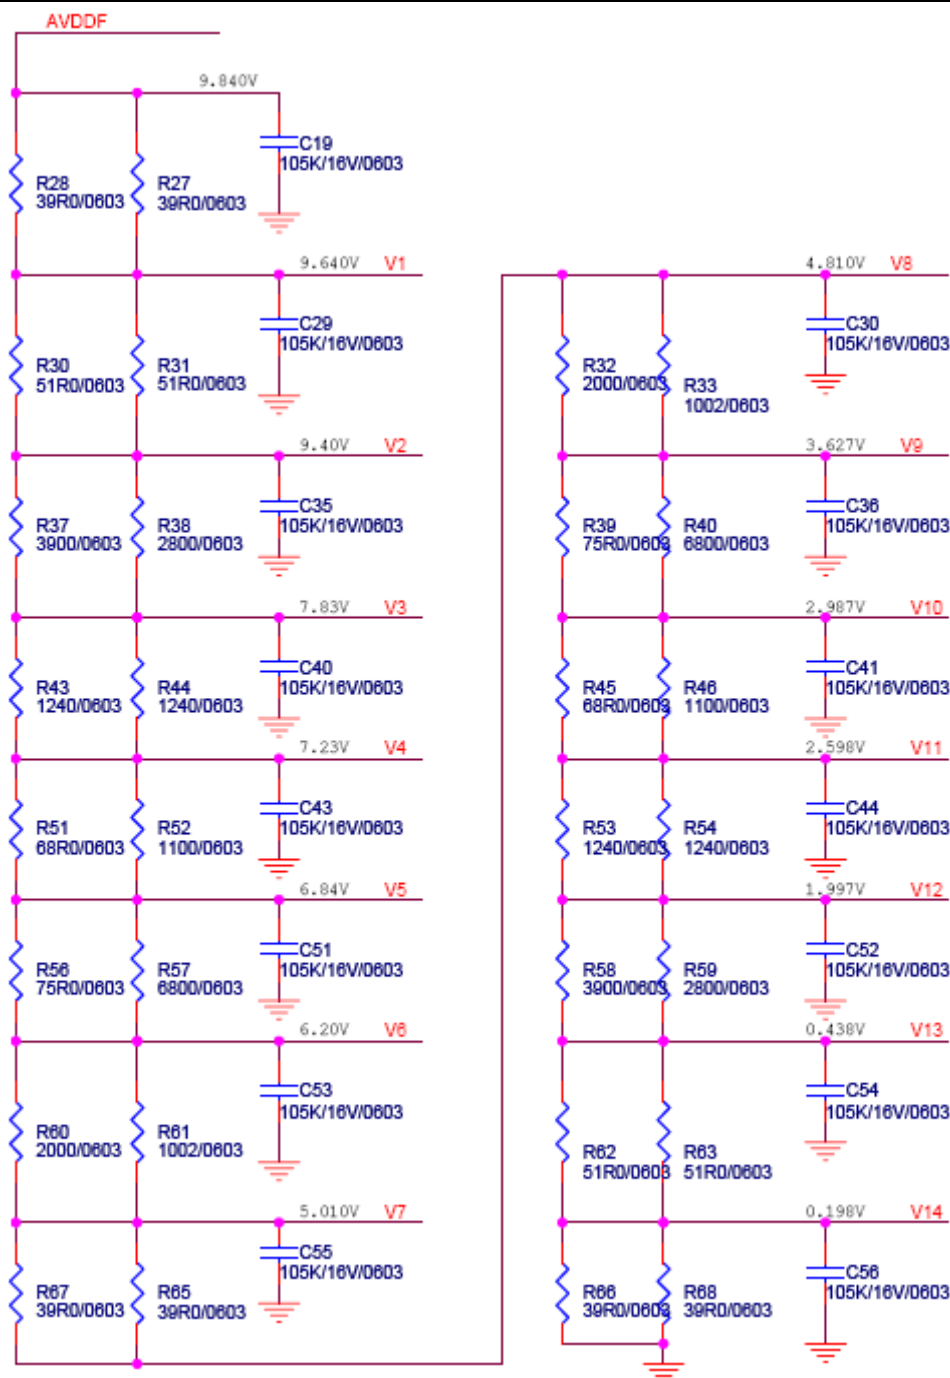 AVDDF
9.840V
C19
105K/16V/0603
R28
39R0/0603
R27
39R0/0603
9.640V V1
C29
105K/16V/0603
R30
51R0/0603
R31
51R0/0603
9.40V V2
C35
105K/16V/0603
R37
3900/0603
R38
2800/0603
7.83V V3
C40
105K/16V/0603
R43
1240/0603
R44
1240/0603
7.23V V4
C43
105K/16V/0603
R51
68R0/0603
R52
1100/0603
6.84V V5
C51
105K/16V/0603
R56
75R0/0603
R57
6800/0603
6.20V V6
C53
105K/16V/0603
R60
2000/0603
R61
1002/0603
5.010V V7
C55
105K/16V/0603
R67
39R0/0603
R65
39R0/0603
4.810V V8
C30
105K/16V/0603
R32
2000/0603
R33
1002/0603
3.627V V9
C36
105K/16V/0603
R39
75R0/0603
R40
6800/0603
2.987V V10
C41
105K/16V/0603
R45
68R0/0603
R46
1100/0603
2.598V V11
C44
105K/16V/0603
R53
1240/0603
R54
1240/0603
1.997V V12
C52
105K/16V/0603
R58
3900/0603
R59
2800/0603
0.438V V13
C54
105K/16V/0603
R62
51R0/0603
R63
51R0/0603
0.198V V14
C56
105K/16V/0603
R66
39R0/0603
R68
39R0/0603